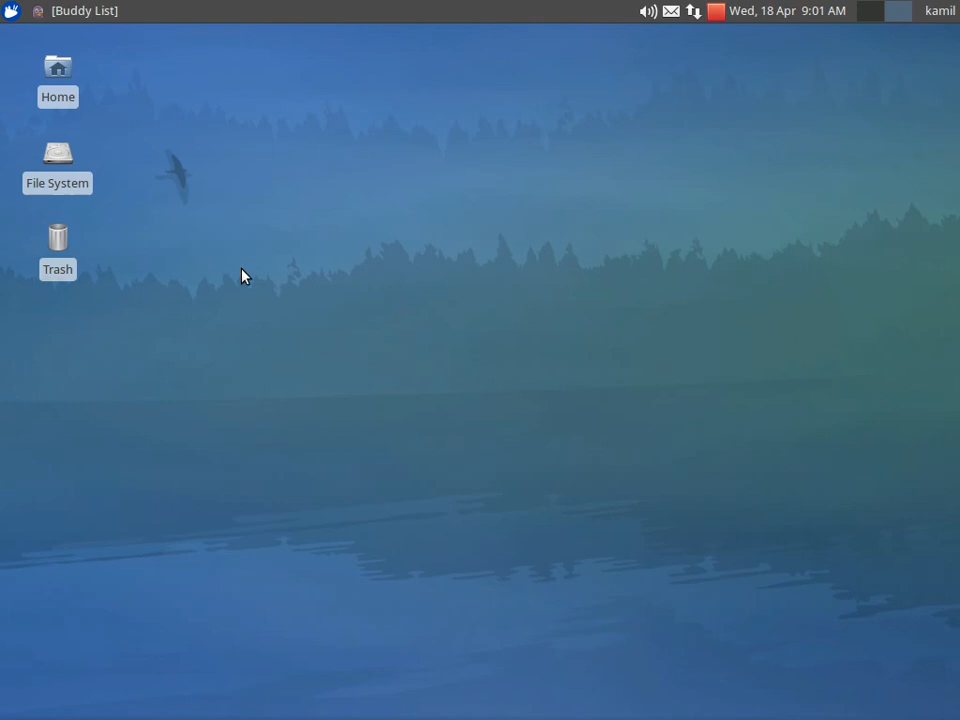 [Buddy List]
Wed, 18 Apr 9:01 AM
kamil
Home
File System
Trash